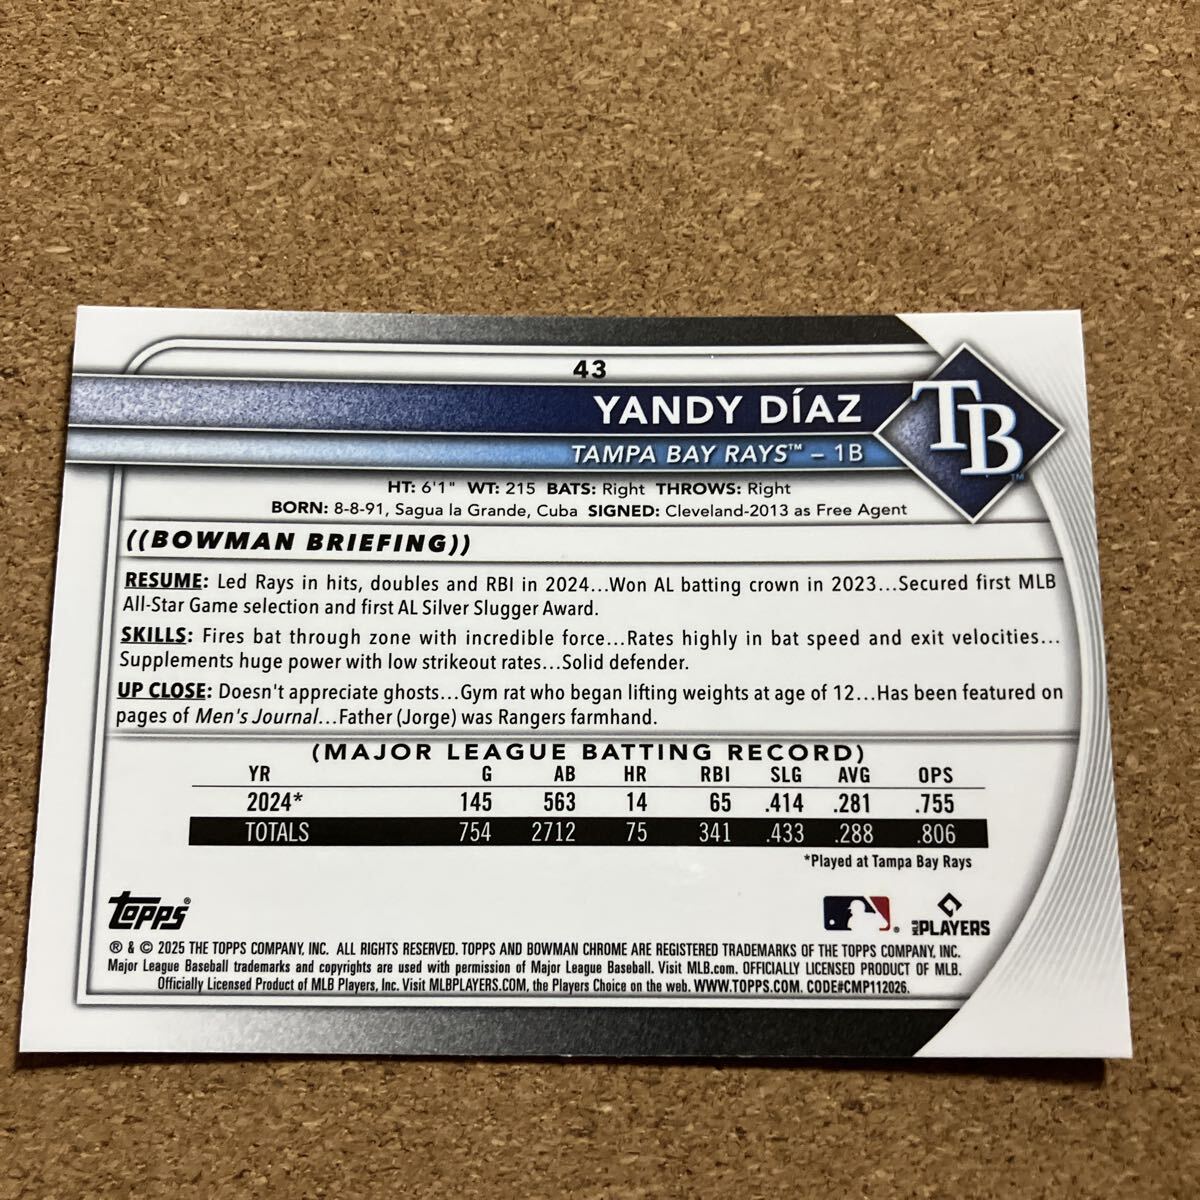 43
YANDY DÍAZ
TAMPA BAY RAYS™ – 1B
TB™
HT: 6'1" WT: 215 BATS: Right THROWS: Right
BORN: 8-8-91, Sagua la Grande, Cuba SIGNED: Cleveland-2013 as Free Agent
((BOWMAN BRIEFING))
RESUME: Led Rays in hits, doubles and RBI in 2024...Won AL batting crown in 2023...Secured first MLB
All-Star Game selection and first AL Silver Slugger Award.
SKILLS: Fires bat through zone with incredible force...Rates highly in bat speed and exit velocities...
Supplements huge power with low strikeout rates...Solid defender.
UP CLOSE: Doesn't appreciate ghosts...Gym rat who began lifting weights at age of 12...Has been featured on
pages of Men's Journal...Father (Jorge) was Rangers farmhand.
(MAJOR LEAGUE BATTING RECORD)
YR G AB HR RBI SLG AVG OPS
2024* 145 563 14 65 .414 .281 .755
TOTALS 754 2712 75 341 .433 .288 .806
*Played at Tampa Bay Rays
Topps®
®
MLB PLAYERS
® & © 2025 THE TOPPS COMPANY, INC. ALL RIGHTS RESERVED. TOPPS AND BOWMAN CHROME ARE REGISTERED TRADEMARKS OF THE TOPPS COMPANY, INC.
Major League Baseball trademarks and copyrights are used with permission of Major League Baseball. Visit MLB.com. OFFICIALLY LICENSED PRODUCT OF MLB.
Officially Licensed Product of MLB Players, Inc. Visit MLBPLAYERS.COM, the Players Choice on the web. WWW.TOPPS.COM. CODE#CMP112026.